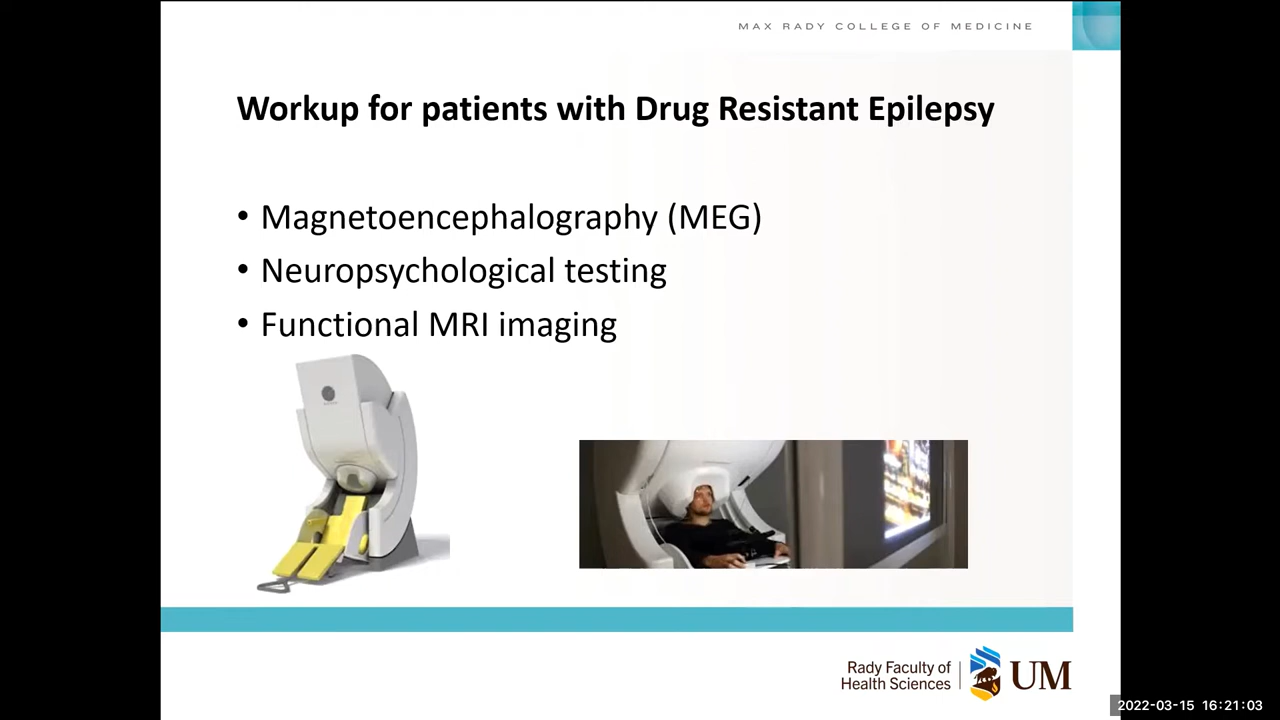 MAX RADY COLLEGE OF MEDICINE
Workup for patients with Drug Resistant Epilepsy
• Magnetoencephalography (MEG)
• Neuropsychological testing
• Functional MRI imaging
Rady Faculty of
Health Sciences
UM
2022-03-15 16:21:03